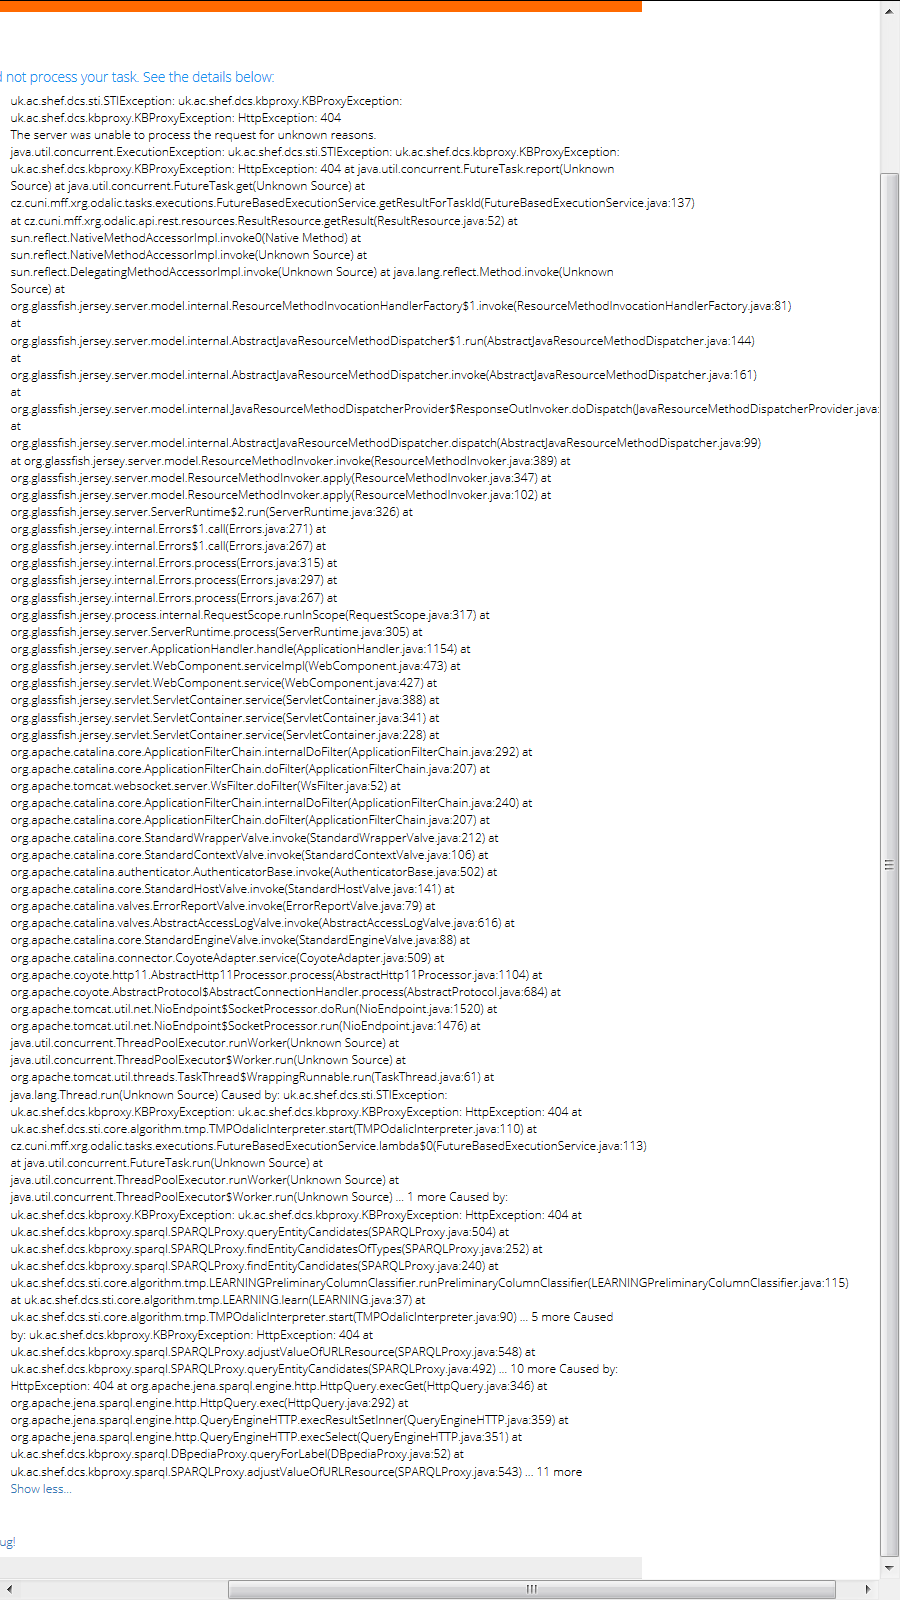 not process your task. See the details below:
uk.ac.shef.dcs.sti.STIException: uk.ac.shef.dcs.kbproxy.KBProxyException:
uk.ac.shef.dcs.kbproxy.KBProxyException: HttpException: 404
The server was unable to process the request for unknown reasons.
java.util.concurrent.ExecutionException: uk.ac.shef.dcs.sti.STIException: uk.ac.shef.dcs.kbproxy.KBProxyException:
uk.ac.shef.dcs.kbproxy.KBProxyException: HttpException: 404 at java.util.concurrent.FutureTask.report(Unknown
Source) at java.util.concurrent.FutureTask.get(Unknown Source) at
cz.cuni.mff.xrg.odalic.tasks.executions.FutureBasedExecutionService.getResultForTaskId(FutureBasedExecutionService.java:137)
at cz.cuni.mff.xrg.odalic.api.rest.resources.ResultResource.getResult(ResultResource.java:52) at
sun.reflect.NativeMethodAccessorImpl.invoke0(Native Method) at
sun.reflect.NativeMethodAccessorImpl.invoke(Unknown Source) at
sun.reflect.DelegatingMethodAccessorImpl.invoke(Unknown Source) at java.lang.reflect.Method.invoke(Unknown
Source) at
org.glassfish.jersey.server.model.internal.ResourceMethodInvocationHandlerFactory$1.invoke(ResourceMethodInvocationHandlerFactory.java:81)
at
org.glassfish.jersey.server.model.internal.AbstractJavaResourceMethodDispatcher$1.run(AbstractJavaResourceMethodDispatcher.java:144)
at
org.glassfish.jersey.server.model.internal.AbstractJavaResourceMethodDispatcher.invoke(AbstractJavaResourceMethodDispatcher.java:161)
at
org.glassfish.jersey.server.model.internal.JavaResourceMethodDispatcherProvider$ResponseOutInvoker.doDispatch(JavaResourceMethodDispatcherProvider.java:
at
org.glassfish.jersey.server.model.internal.AbstractJavaResourceMethodDispatcher.dispatch(AbstractJavaResourceMethodDispatcher.java:99)
at org.glassfish.jersey.server.model.ResourceMethodInvoker.invoke(ResourceMethodInvoker.java:389) at
org.glassfish.jersey.server.model.ResourceMethodInvoker.apply(ResourceMethodInvoker.java:347) at
org.glassfish.jersey.server.model.ResourceMethodInvoker.apply(ResourceMethodInvoker.java:102) at
org.glassfish.jersey.server.ServerRuntime$2.run(ServerRuntime.java:326) at
org.glassfish.jersey.internal.Errors$1.call(Errors.java:271) at
org.glassfish.jersey.internal.Errors$1.call(Errors.java:267) at
org.glassfish.jersey.internal.Errors.process(Errors.java:315) at
org.glassfish.jersey.internal.Errors.process(Errors.java:297) at
org.glassfish.jersey.internal.Errors.process(Errors.java:267) at
org.glassfish.jersey.process.internal.RequestScope.runInScope(RequestScope.java:317) at
org.glassfish.jersey.server.ServerRuntime.process(ServerRuntime.java:305) at
org.glassfish.jersey.server.ApplicationHandler.handle(ApplicationHandler.java:1154) at
org.glassfish.jersey.servlet.WebComponent.serviceImpl(WebComponent.java:473) at
org.glassfish.jersey.servlet.WebComponent.service(WebComponent.java:427) at
org.glassfish.jersey.servlet.ServletContainer.service(ServletContainer.java:388) at
org.glassfish.jersey.servlet.ServletContainer.service(ServletContainer.java:341) at
org.glassfish.jersey.servlet.ServletContainer.service(ServletContainer.java:228) at
org.apache.catalina.core.ApplicationFilterChain.internalDoFilter(ApplicationFilterChain.java:292) at
org.apache.catalina.core.ApplicationFilterChain.doFilter(ApplicationFilterChain.java:207) at
org.apache.tomcat.websocket.server.WsFilter.doFilter(WsFilter.java:52) at
org.apache.catalina.core.ApplicationFilterChain.internalDoFilter(ApplicationFilterChain.java:240) at
org.apache.catalina.core.ApplicationFilterChain.doFilter(ApplicationFilterChain.java:207) at
org.apache.catalina.core.StandardWrapperValve.invoke(StandardWrapperValve.java:212) at
org.apache.catalina.core.StandardContextValve.invoke(StandardContextValve.java:106) at
org.apache.catalina.authenticator.AuthenticatorBase.invoke(AuthenticatorBase.java:502) at
org.apache.catalina.core.StandardHostValve.invoke(StandardHostValve.java:141) at
org.apache.catalina.valves.ErrorReportValve.invoke(ErrorReportValve.java:79) at
org.apache.catalina.valves.AbstractAccessLogValve.invoke(AbstractAccessLogValve.java:616) at
org.apache.catalina.core.StandardEngineValve.invoke(StandardEngineValve.java:88) at
org.apache.catalina.connector.CoyoteAdapter.service(CoyoteAdapter.java:509) at
org.apache.coyote.http11.AbstractHttp11Processor.process(AbstractHttp11Processor.java:1104) at
org.apache.coyote.AbstractProtocol$AbstractConnectionHandler.process(AbstractProtocol.java:684) at
org.apache.tomcat.util.net.NioEndpoint$SocketProcessor.doRun(NioEndpoint.java:1520) at
org.apache.tomcat.util.net.NioEndpoint$SocketProcessor.run(NioEndpoint.java:1476) at
java.util.concurrent.ThreadPoolExecutor.runWorker(Unknown Source) at
java.util.concurrent.ThreadPoolExecutor$Worker.run(Unknown Source) at
org.apache.tomcat.util.threads.TaskThread$WrappingRunnable.run(TaskThread.java:61) at
java.lang.Thread.run(Unknown Source) Caused by: uk.ac.shef.dcs.sti.STIException:
uk.ac.shef.dcs.kbproxy.KBProxyException: uk.ac.shef.dcs.kbproxy.KBProxyException: HttpException: 404 at
uk.ac.shef.dcs.sti.core.algorithm.tmp.TMPOdalicInterpreter.start(TMPOdalicInterpreter.java:110) at
cz.cuni.mff.xrg.odalic.tasks.executions.FutureBasedExecutionService.lambda$0(FutureBasedExecutionService.java:113)
at java.util.concurrent.FutureTask.run(Unknown Source) at
java.util.concurrent.ThreadPoolExecutor.runWorker(Unknown Source) at
java.util.concurrent.ThreadPoolExecutor$Worker.run(Unknown Source) ... 1 more Caused by:
uk.ac.shef.dcs.kbproxy.KBProxyException: uk.ac.shef.dcs.kbproxy.KBProxyException: HttpException: 404 at
uk.ac.shef.dcs.kbproxy.sparql.SPARQLProxy.queryEntityCandidates(SPARQLProxy.java:504) at
uk.ac.shef.dcs.kbproxy.sparql.SPARQLProxy.findEntityCandidatesOfTypes(SPARQLProxy.java:252) at
uk.ac.shef.dcs.kbproxy.sparql.SPARQLProxy.findEntityCandidates(SPARQLProxy.java:240) at
uk.ac.shef.dcs.sti.core.algorithm.tmp.LEARNINGPreliminaryColumnClassifier.runPreliminaryColumnClassifier(LEARNINGPreliminaryColumnClassifier.java:115)
at uk.ac.shef.dcs.sti.core.algorithm.tmp.LEARNING.learn(LEARNING.java:37) at
uk.ac.shef.dcs.sti.core.algorithm.tmp.TMPOdalicInterpreter.start(TMPOdalicInterpreter.java:90) ... 5 more Caused
by: uk.ac.shef.dcs.kbproxy.KBProxyException: HttpException: 404 at
uk.ac.shef.dcs.kbproxy.sparql.SPARQLProxy.adjustValueOfURLResource(SPARQLProxy.java:548) at
uk.ac.shef.dcs.kbproxy.sparql.SPARQLProxy.queryEntityCandidates(SPARQLProxy.java:492) ... 10 more Caused by:
HttpException: 404 at org.apache.jena.sparql.engine.http.HttpQuery.execGet(HttpQuery.java:346) at
org.apache.jena.sparql.engine.http.HttpQuery.exec(HttpQuery.java:292) at
org.apache.jena.sparql.engine.http.QueryEngineHTTP.execResultSetInner(QueryEngineHTTP.java:359) at
org.apache.jena.sparql.engine.http.QueryEngineHTTP.execSelect(QueryEngineHTTP.java:351) at
uk.ac.shef.dcs.kbproxy.sparql.DBpediaProxy.queryForLabel(DBpediaProxy.java:52) at
uk.ac.shef.dcs.kbproxy.sparql.SPARQLProxy.adjustValueOfURLResource(SPARQLProxy.java:543) ... 11 more
Show less...
ug!